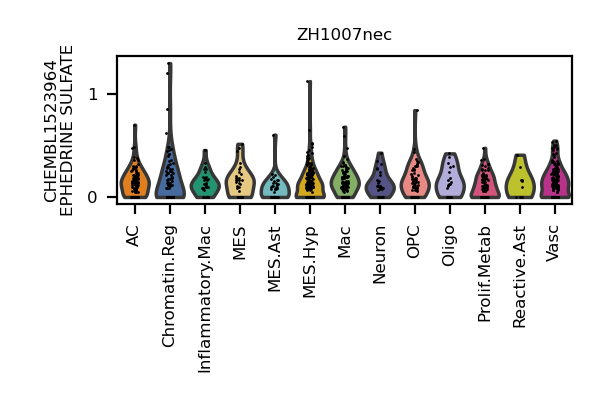 ZH1007nec
CHEMBL1523964
EPHEDRINE SULFATE
1
0
AC
Chromatin.Reg
Inflammatory.Mac
MES
MES.Ast
MES.Hyp
Mac
Neuron
OPC
Oligo
Prolif.Metab
Reactive.Ast
Vasc